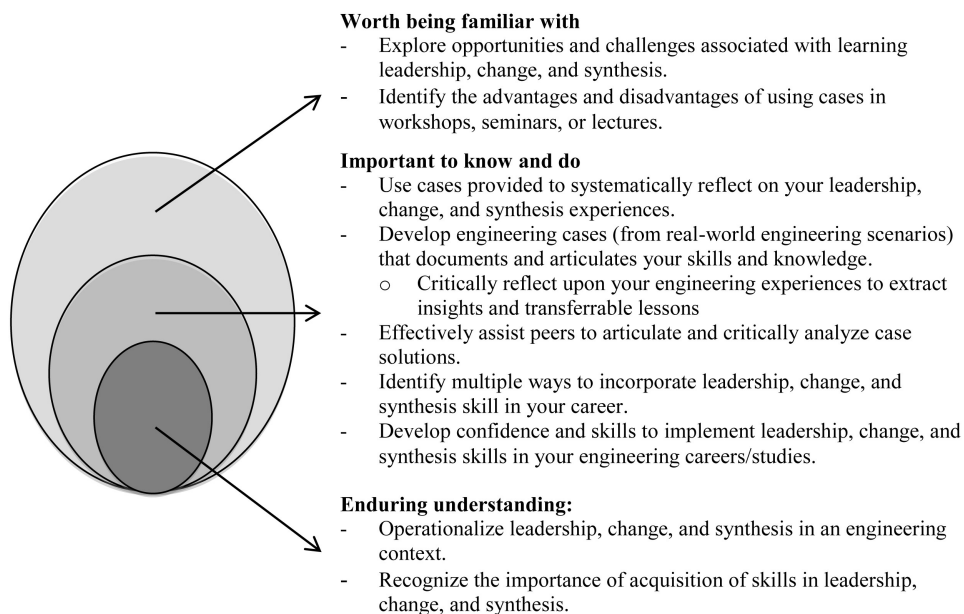 Worth being familiar with
- Explore opportunities and challenges associated with learning
leadership, change, and synthesis.
- Identify the advantages and disadvantages of using cases in
workshops, seminars, or lectures.
Important to know and do
- Use cases provided to systematically reflect on your leadership,
change, and synthesis experiences.
- Develop engineering cases (from real-world engineering scenarios)
that documents and articulates your skills and knowledge.
o Critically reflect upon your engineering experiences to extract
insights and transferrable lessons
- Effectively assist peers to articulate and critically analyze case
solutions.
- Identify multiple ways to incorporate leadership, change, and
synthesis skill in your career.
- Develop confidence and skills to implement leadership, change, and
synthesis skills in your engineering careers/studies.
Enduring understanding:
- Operationalize leadership, change, and synthesis in an engineering
context.
- Recognize the importance of acquisition of skills in leadership,
change, and synthesis.